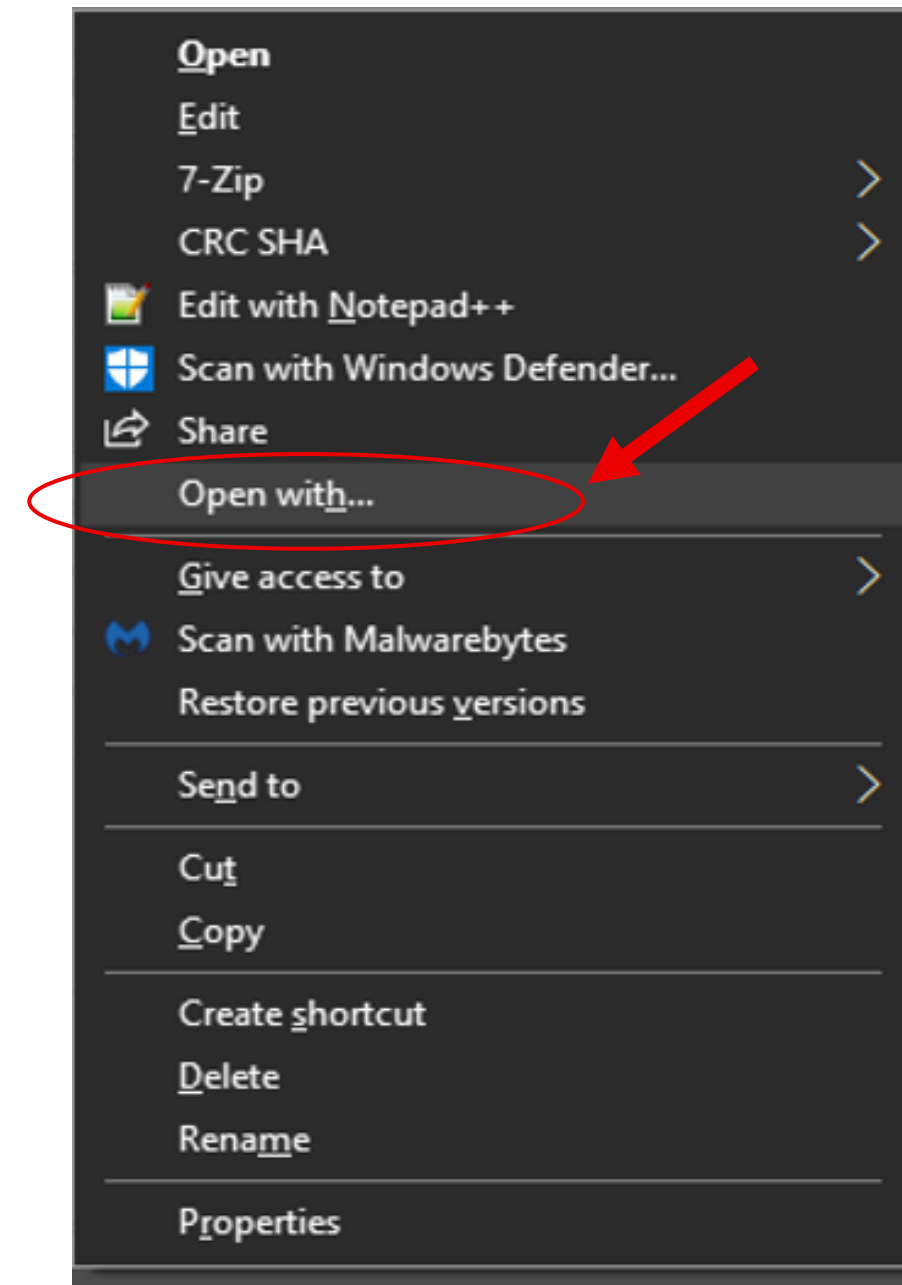 Open
Edit
7-Zip
CRC SHA
Edit with Notepad++
Scan with Windows Defender...
Share
Open with...
Give access to
Scan with Malwarebytes
Restore previous versions
Send to
Cut
Copy
Create shortcut
Delete
Rename
Properties